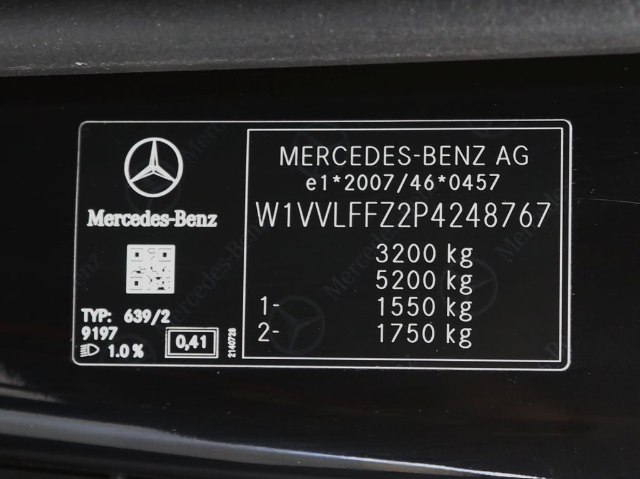 MERCEDES-BENZ AG
e1*2007/46*0457
W1VVLFFZ2P4248767
3200 kg
5200 kg
1- 1550 kg
2- 1750 kg
Mercedes-Benz
TYP: 639/2
9197
1.0 %
0,41
2140728